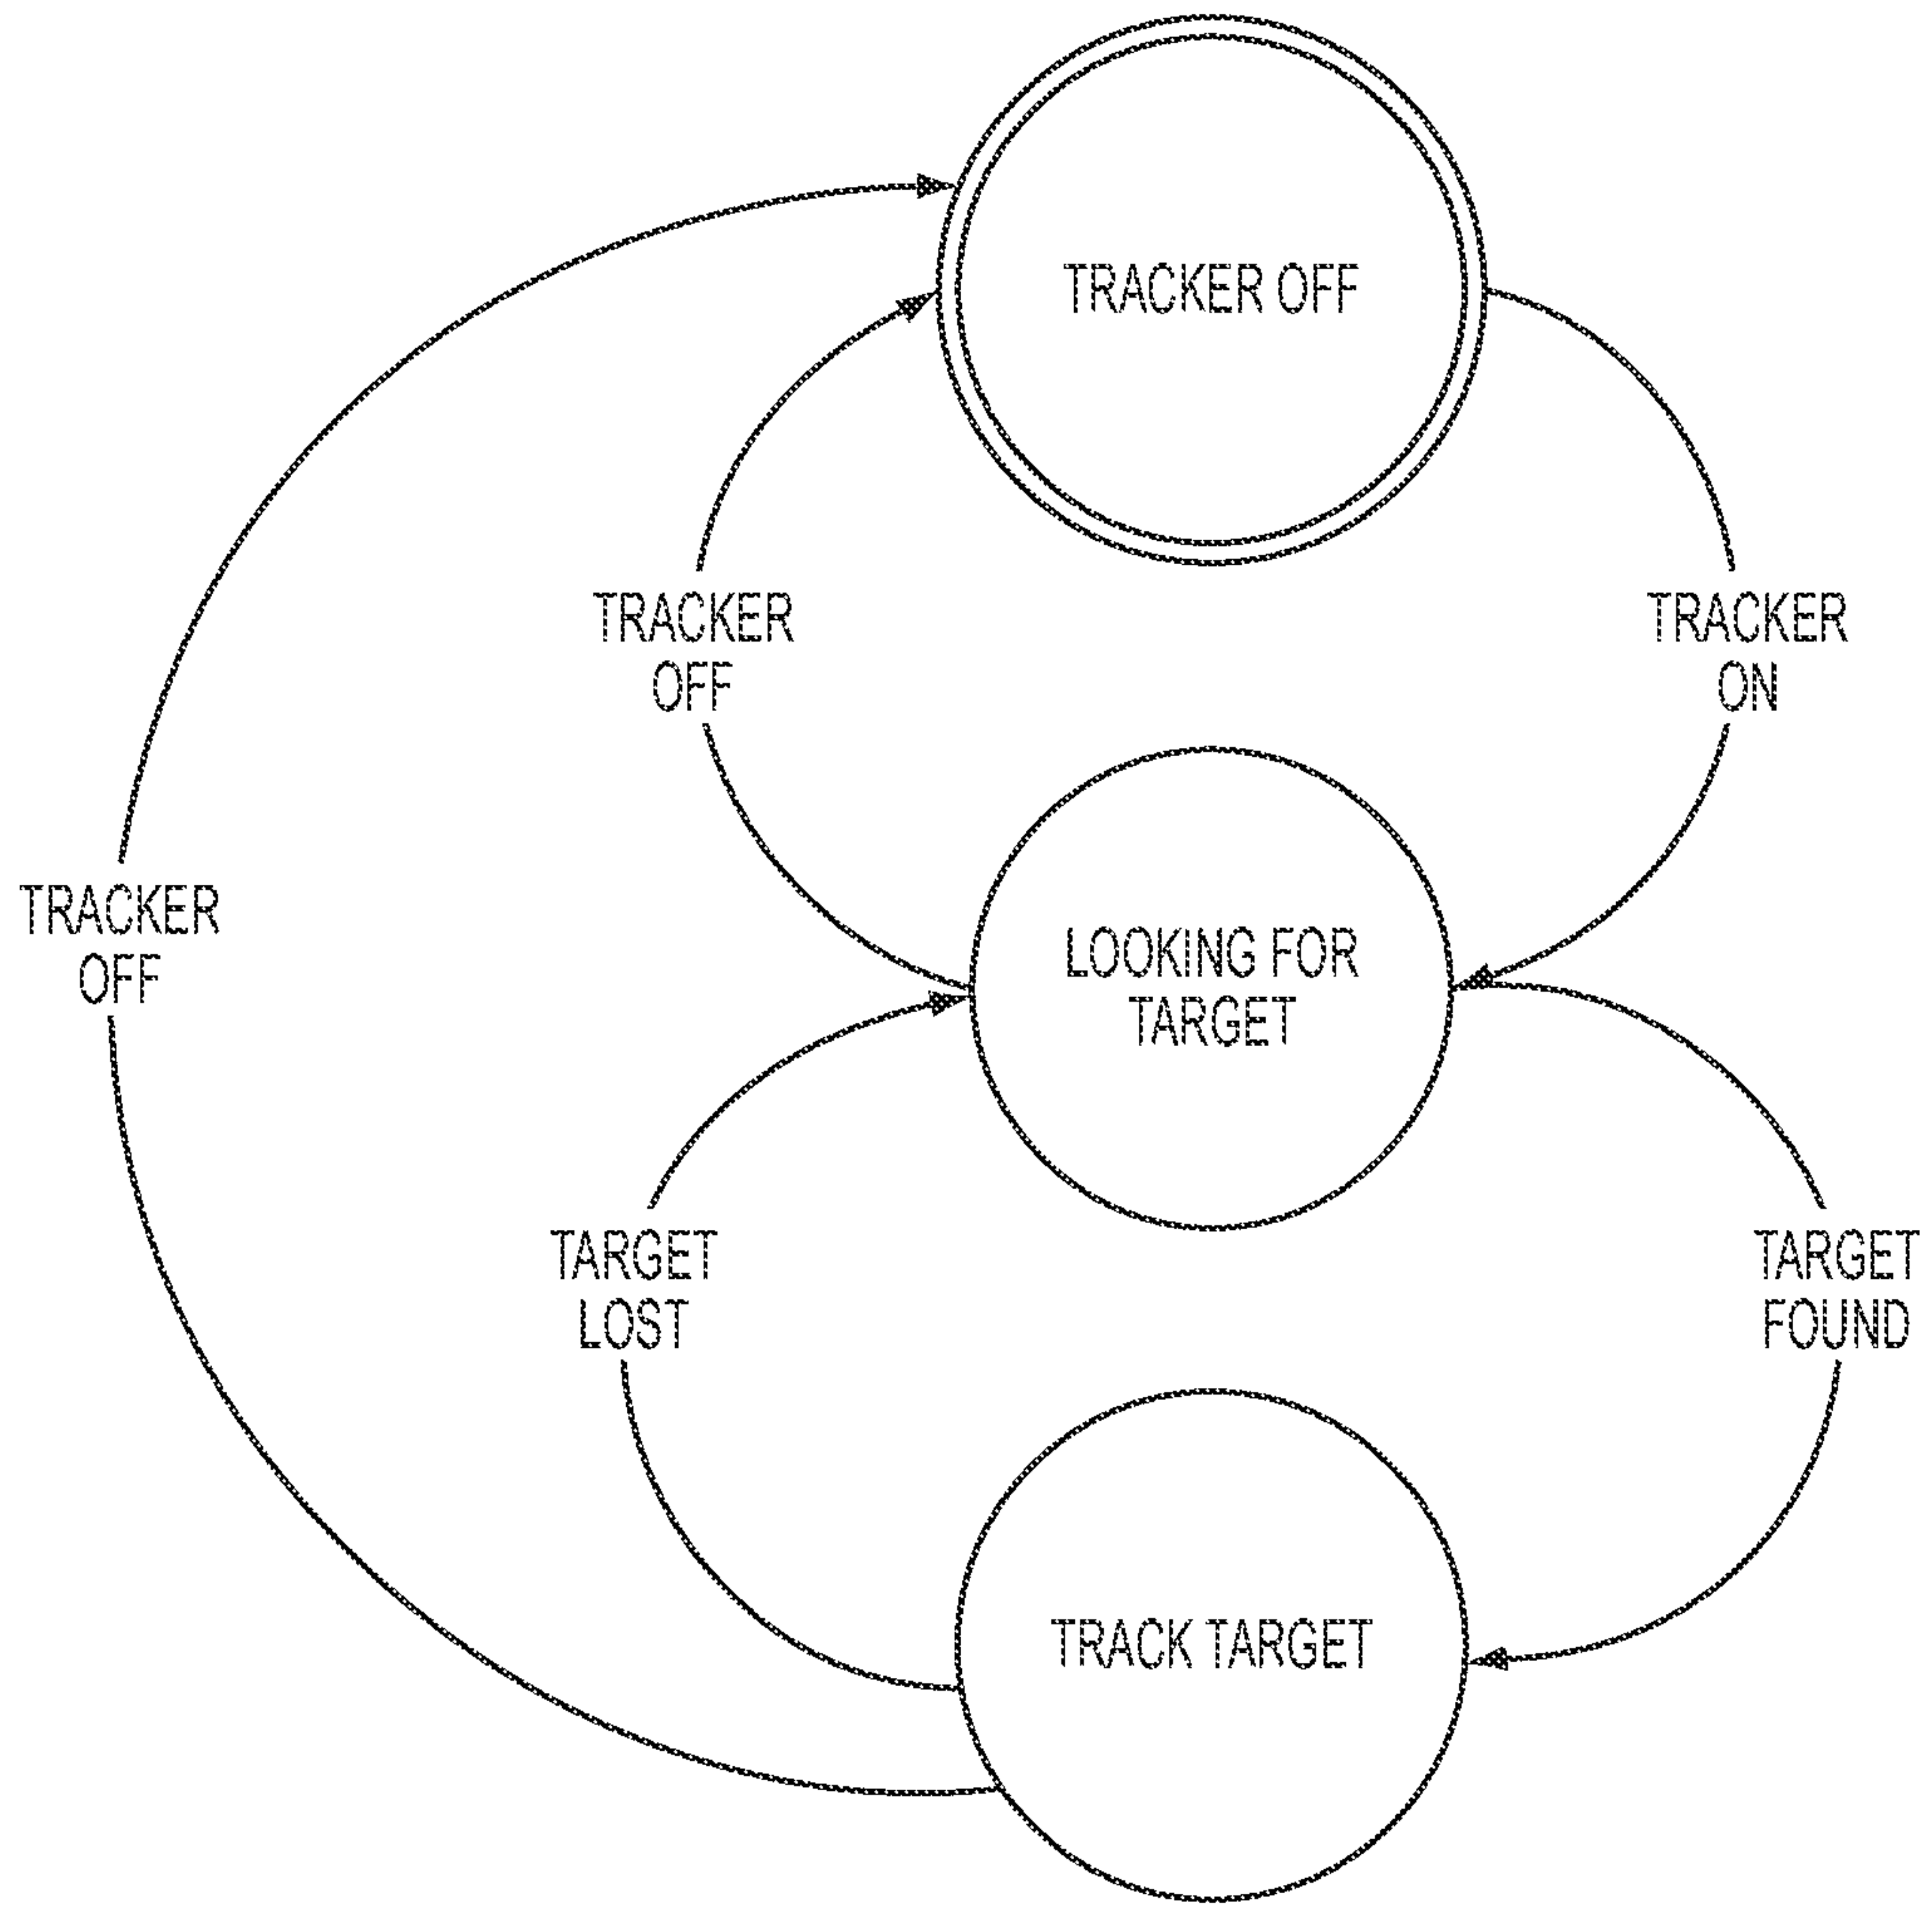 TRACKER OFF
TRACKER
OFF
TRACKER
ON
TRACKER
OFF
LOOKING FOR
TARGET
TARGET
LOST
TARGET
FOUND
TRACK TARGET